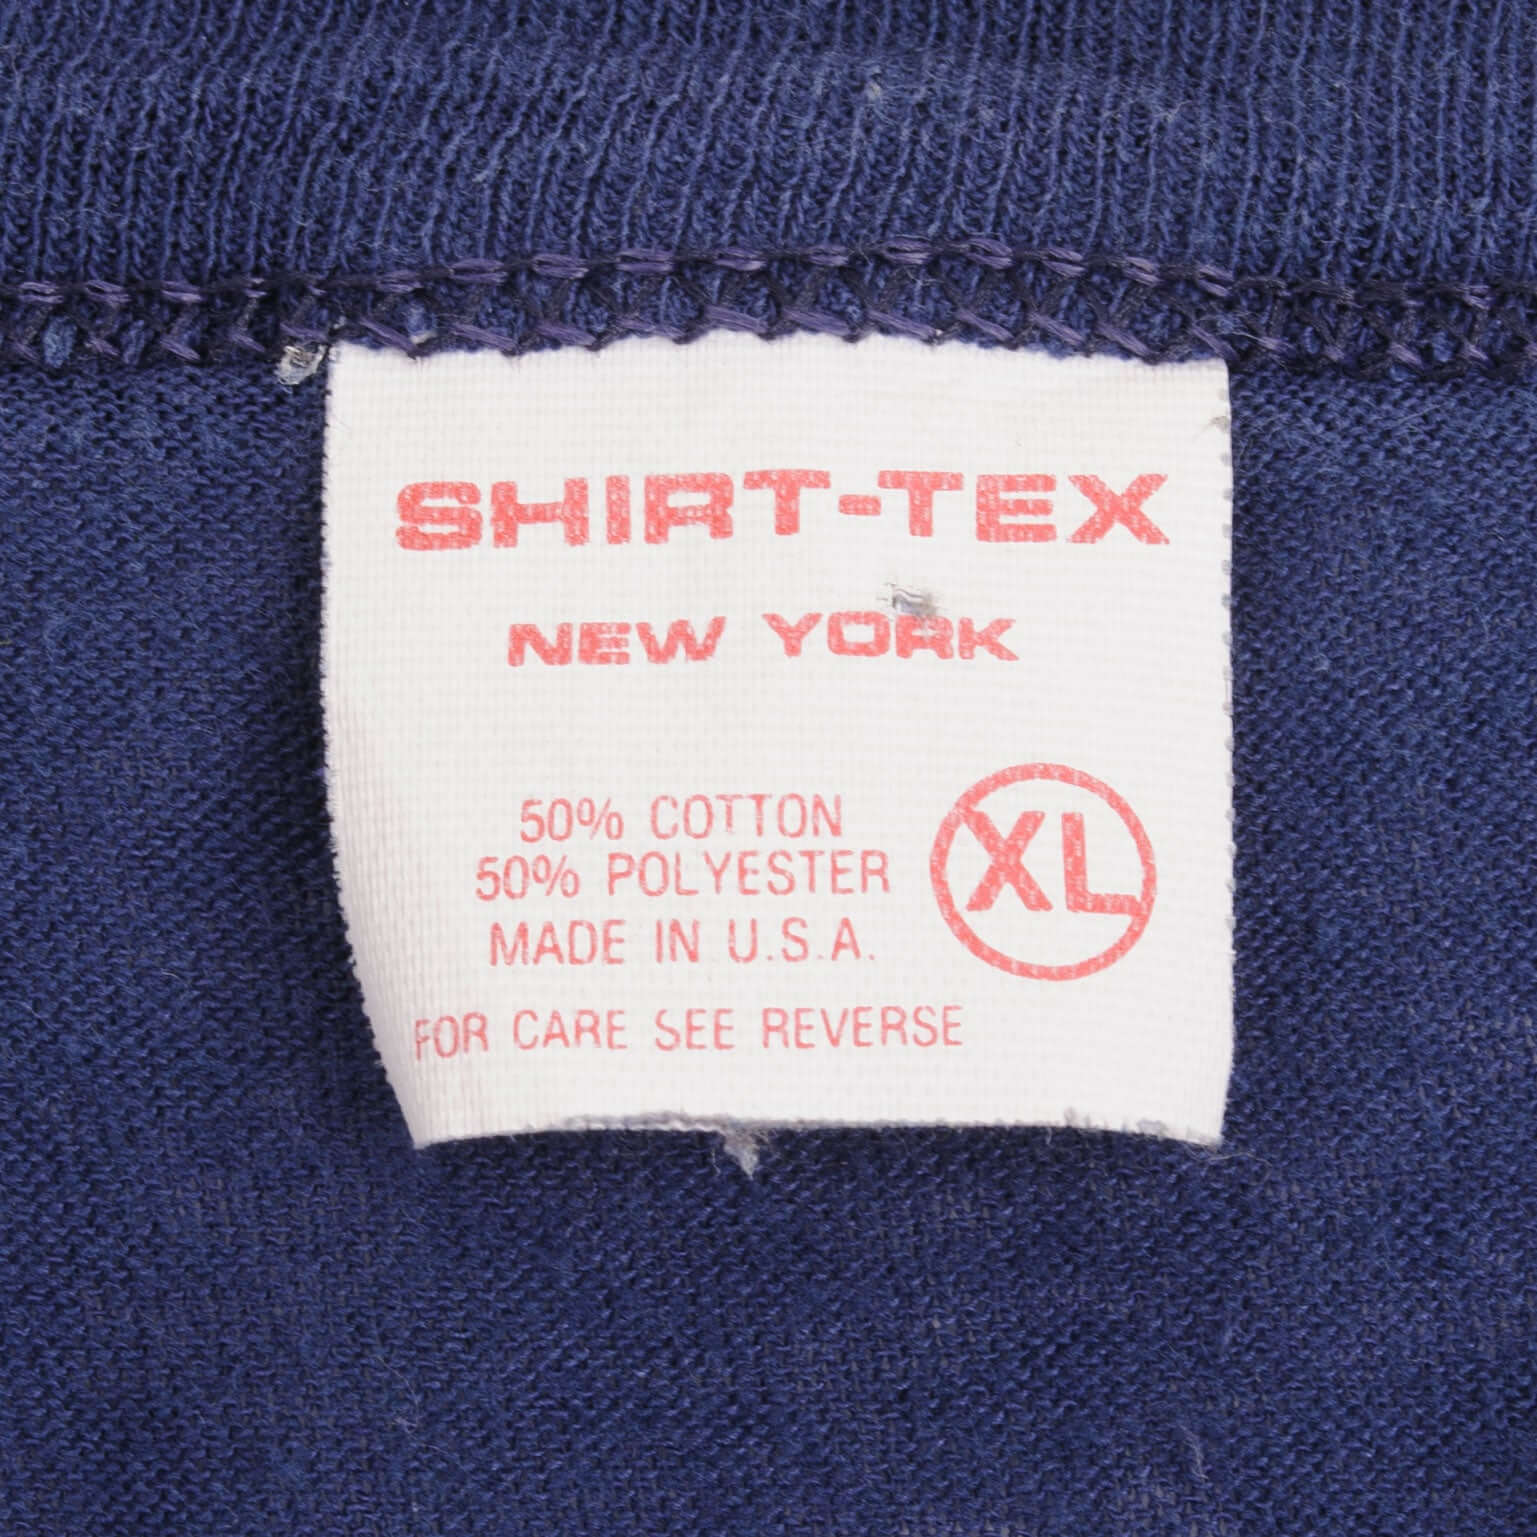 SHIRT-TEX
NEW YORK
50% COTTON
50% POLYESTER
MADE IN U.S.A.
XL
FOR CARE SEE REVERSE